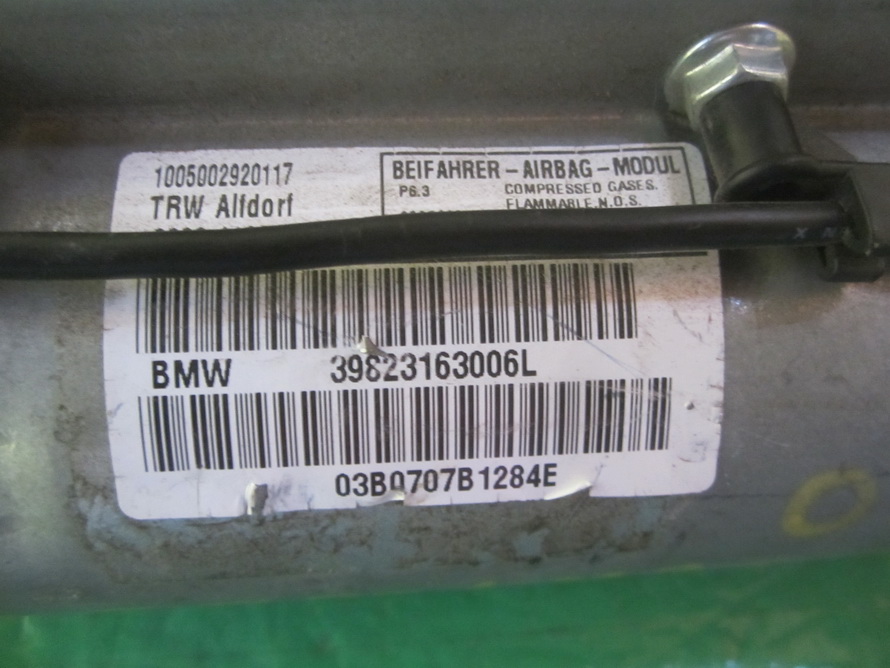 1005002920117
BEIFAHRER-AIRBAG-MODUL
P6.3 COMPRESSED GASES.
TRW Alfdorf
FLAMMABLE N.O.S.
BMW 39823163006L
03B0707B1284E